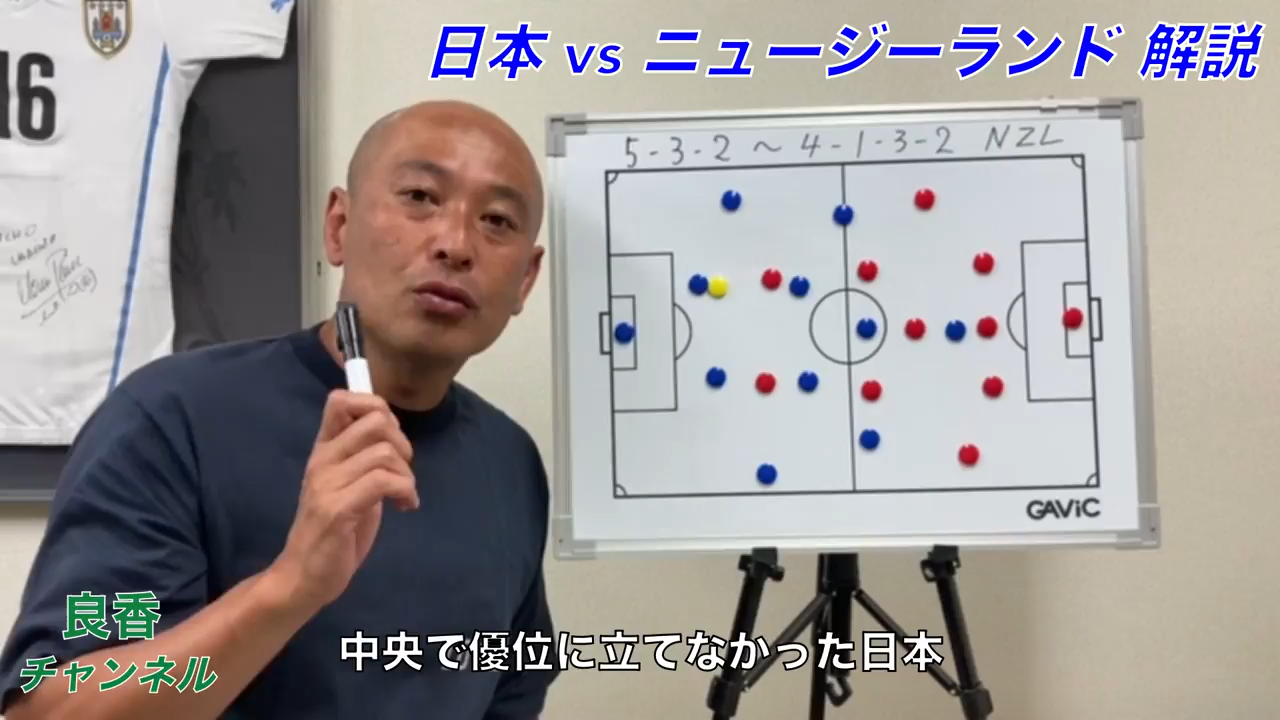 日本 vs ニュージーランド 解説
16
5-3-2 ~ 4-1-3-2 NZL
GAViC
良香
チャンネル
中央で優位に立てなかった日本